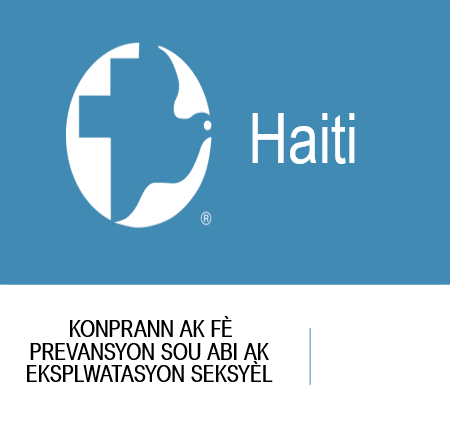 Haiti
®
KONPRANN AK FÈ
PREVANSYON SOU ABI AK
EKSPLWATASYON SEKSYÈL